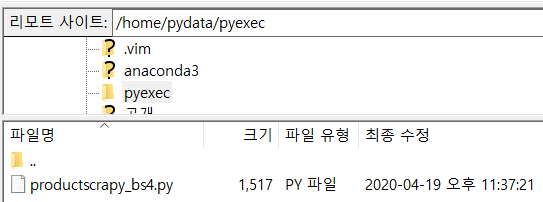 리모트 사이트: /home/pydata/pyexec
.vim
anaconda3
pyexec
공개
파일명 크기 파일 유형 최종 수정
..
productscrapy_bs4.py 1,517 PY 파일 2020-04-19 오후 11:37:21